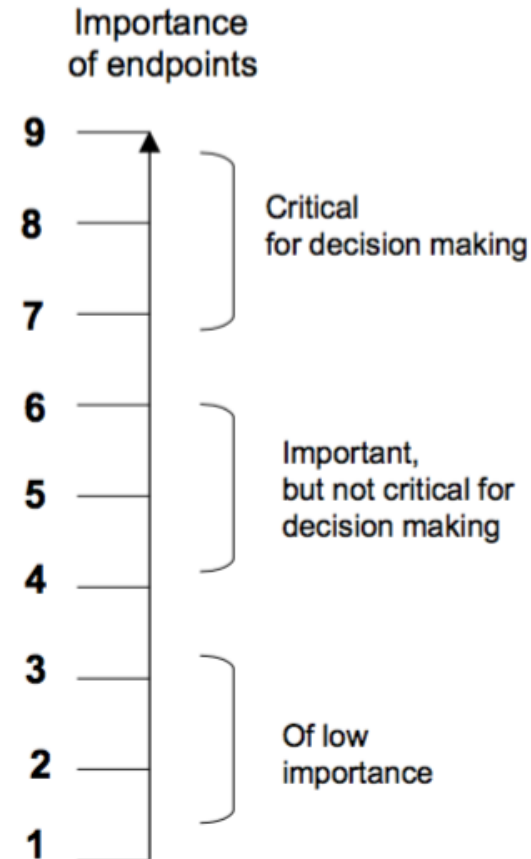 Importance
of endpoints
9
8
Critical
for decision making
7
6
Important,
5
but not critical for
decision making
4
3
Of low
2
importance
1